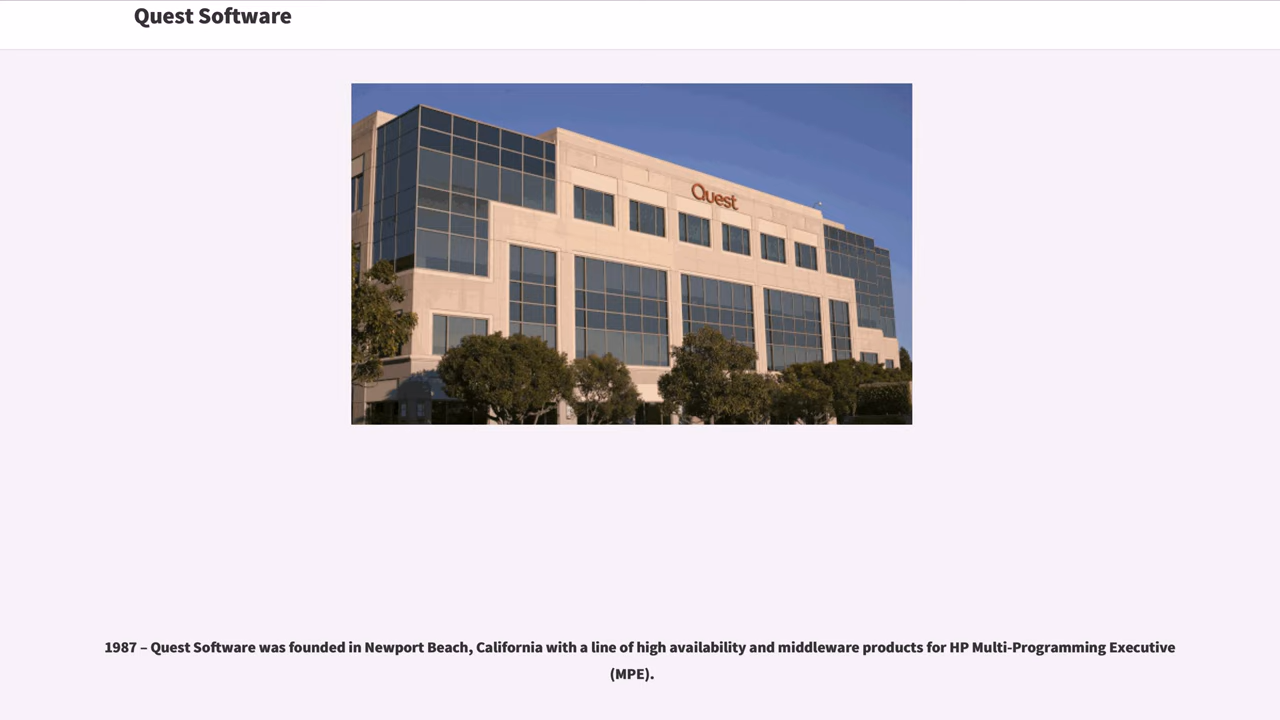 Quest Software
Quest
1987 – Quest Software was founded in Newport Beach, California with a line of high availability and middleware products for HP Multi-Programming Executive
(MPE).